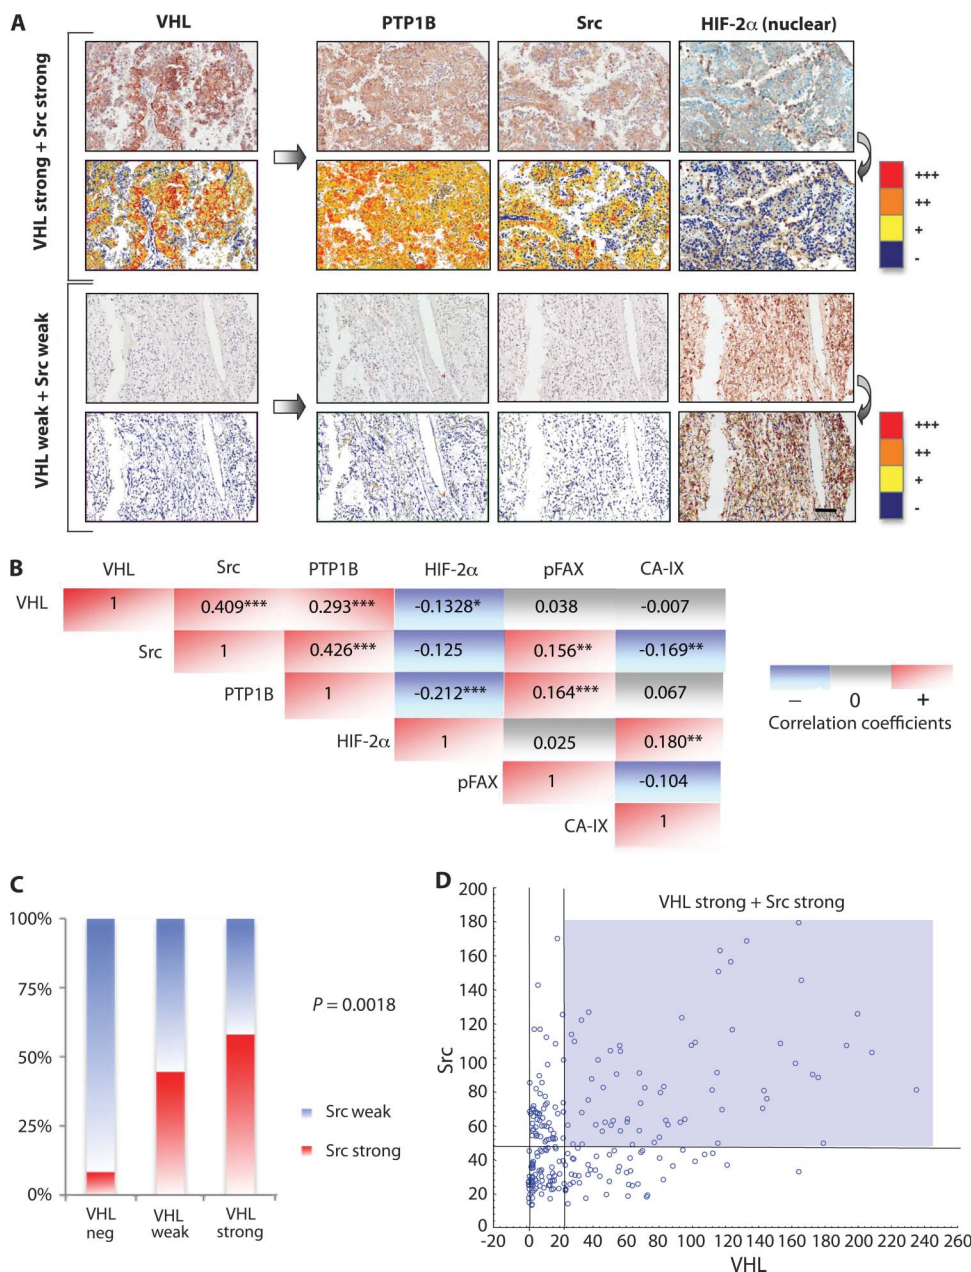 A
VHL PTP1B Src HIF-2α (nuclear)
VHL strong + Src strong
+++
++
+
-
VHL weak + Src weak
+++
++
+
-
B
VHL Src PTP1B HIF-2α pFAX CA-IX
VHL 1 0.409*** 0.293*** -0.1328* 0.038 -0.007
Src 1 0.426*** -0.125 0.156** -0.169**
PTP1B 1 -0.212*** 0.164*** 0.067
HIF-2α 1 0.025 0.180**
pFAX 1 -0.104
CA-IX 1
− 0 +
Correlation coefficients
C
100%
75%
50%
25%
0%
VHL neg
VHL weak
VHL strong
P = 0.0018
Src weak
Src strong
D
VHL strong + Src strong
Src
200
180
160
140
120
100
80
60
40
20
0
-20 0 20 40 60 80 100 120 140 160 180 200 220 240 260
VHL